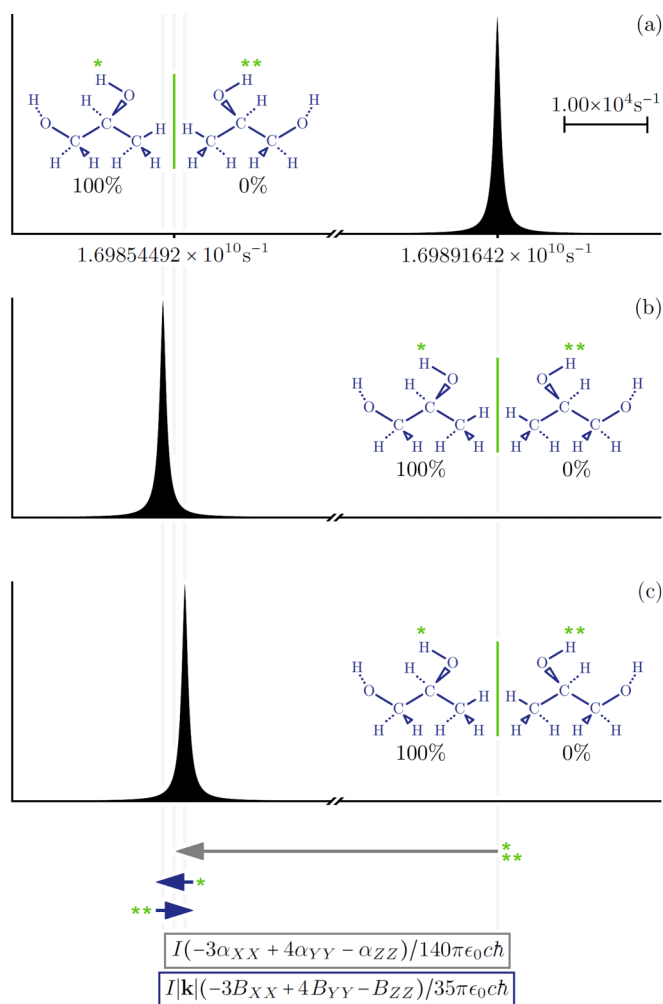 (a)
* **
H H
H O O H
H H
O C C O
H H
C C C C
H H H H H H H H
100% 0%
1.00×10⁴s⁻¹
1.69854492 × 10¹⁰s⁻¹ 1.69891642 × 10¹⁰s⁻¹
(b)
* **
H H
H O O H
H H
O C C O
H H
C C C C
H H H H H H H H
100% 0%
(c)
* **
H H
H O O H
H H
O C C O
H H
C C C C
H H H H H H H H
100% 0%
*
**
*
**
I(−3α_XX + 4α_YY − α_ZZ)/140πϵ₀cħ
I|k|(−3B_XX + 4B_YY − B_ZZ)/35πϵ₀cħ